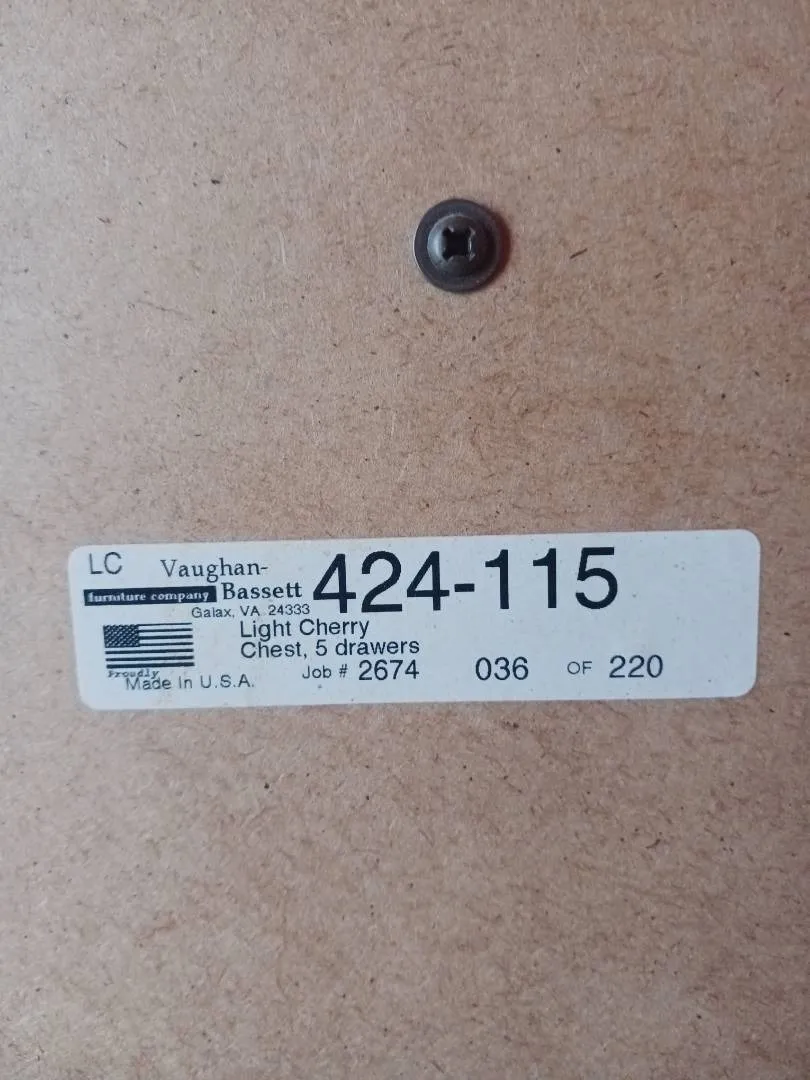 LC
Vaughan-
furniture company Bassett 424-115
Galax, VA 24333
Light Cherry
Chest, 5 drawers
Proudly
Made In U.S.A.
Job # 2674 036 OF 220